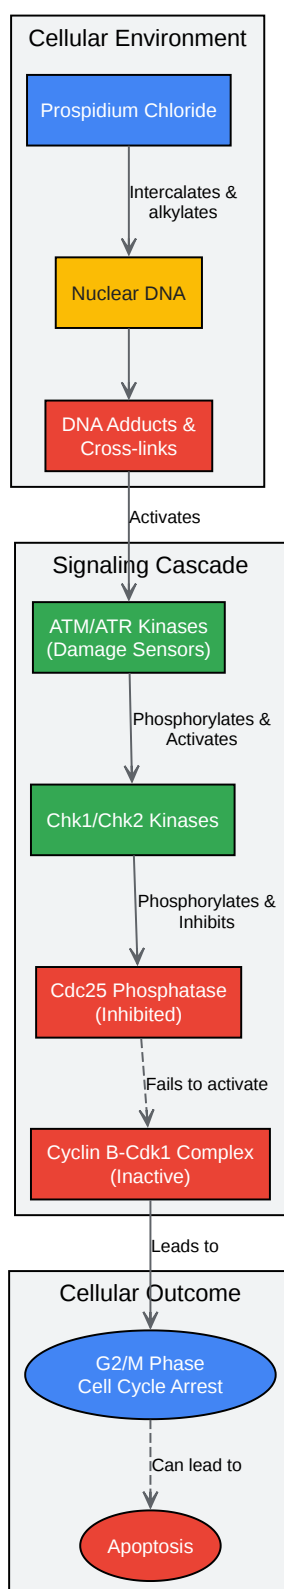 Cellular Environment
Prospidium Chloride
Intercalates &
alkylates
Nuclear DNA
DNA Adducts &
Cross-links
Activates
Signaling Cascade
ATM/ATR Kinases
(Damage Sensors)
Phosphorylates &
Activates
Chk1/Chk2 Kinases
Phosphorylates &
Inhibits
Cdc25 Phosphatase
(Inhibited)
Fails to activate
Cyclin B-Cdk1 Complex
(Inactive)
Leads to
Cellular Outcome
G2/M Phase
Cell Cycle Arrest
Can lead to
Apoptosis